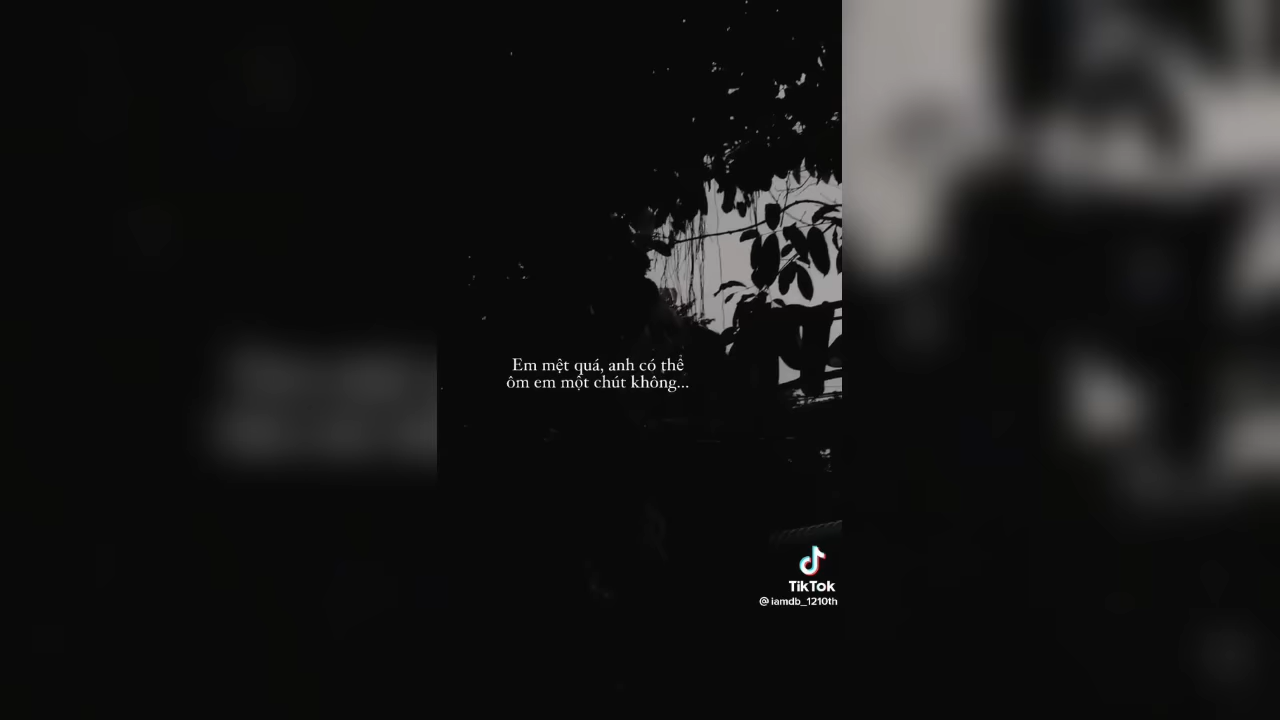 Em mệt quá, anh có thể
ôm em một chút không...
TikTok
@iamdb_1210th